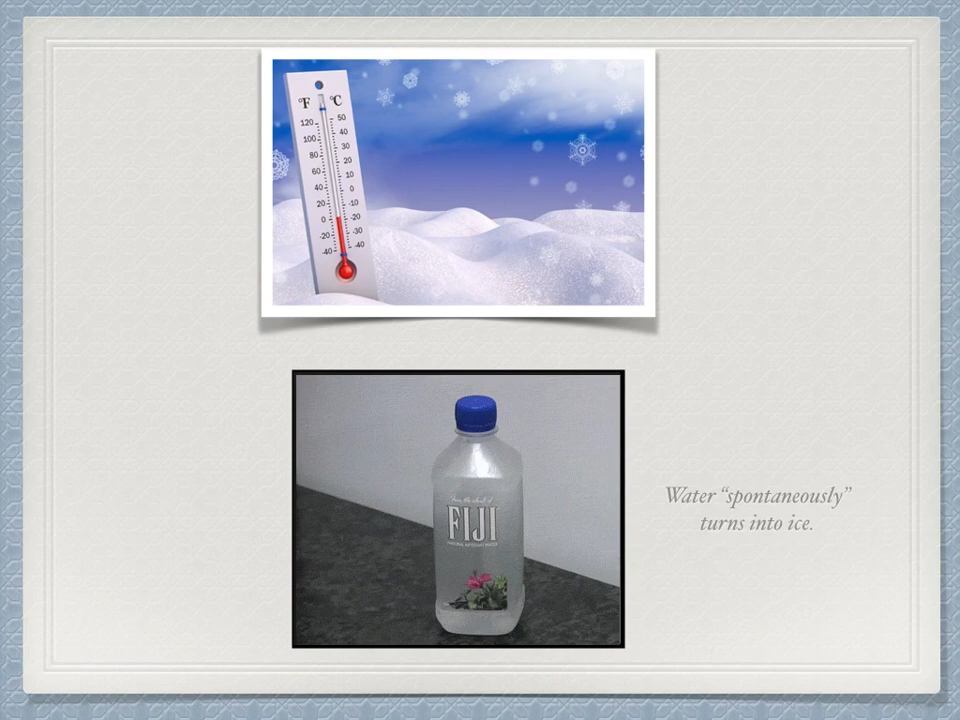 °F °C
120 50
100 40
80 30
60 20
40 10
20 0
0 -10
-20 -20
-40 -30
-40
FIJI
Water “spontaneously”
turns into ice.